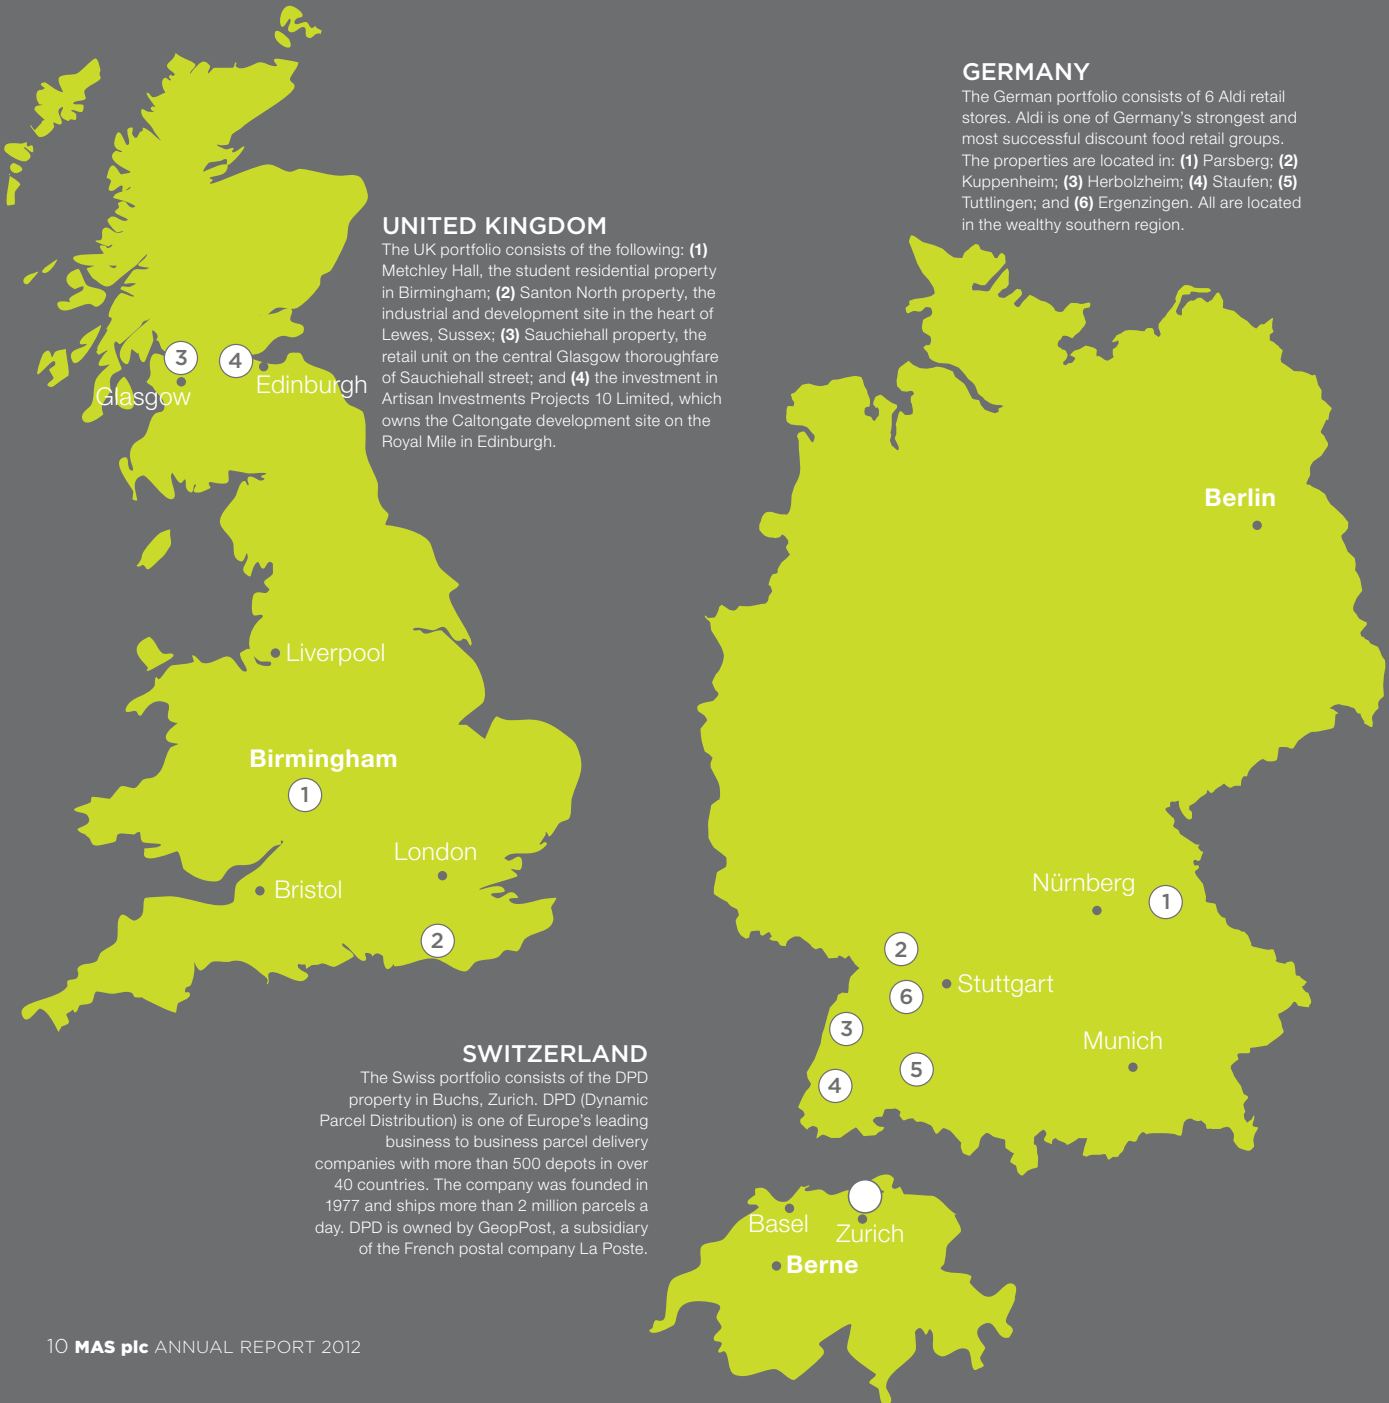 GERMANY
The German portfolio consists of 6 Aldi retail
stores. Aldi is one of Germany’s strongest and
most successful discount food retail groups.
The properties are located in: (1) Parsberg; (2)
Kuppenheim; (3) Herbolzheim; (4) Staufen; (5)
Tuttlingen; and (6) Ergenzingen. All are located
in the wealthy southern region.
UNITED KINGDOM
The UK portfolio consists of the following: (1)
Metchley Hall, the student residential property
in Birmingham; (2) Santon North property, the
industrial and development site in the heart of
Lewes, Sussex; (3) Sauchiehall property, the
retail unit on the central Glasgow thoroughfare
of Sauchiehall street; and (4) the investment in
Artisan Investments Projects 10 Limited, which
owns the Caltongate development site on the
Royal Mile in Edinburgh.
3
4
Glasgow
Edinburgh
Liverpool
Birmingham
1
London
Bristol
2
Berlin
Nürnberg
1
2
Stuttgart
6
3
Munich
5
4
SWITZERLAND
The Swiss portfolio consists of the DPD
property in Buchs, Zurich. DPD (Dynamic
Parcel Distribution) is one of Europe’s leading
business to business parcel delivery
companies with more than 500 depots in over
40 countries. The company was founded in
1977 and ships more than 2 million parcels a
day. DPD is owned by GeopPost, a subsidiary
of the French postal company La Poste.
Basel
Zurich
Berne
10 MAS plc ANNUAL REPORT 2012